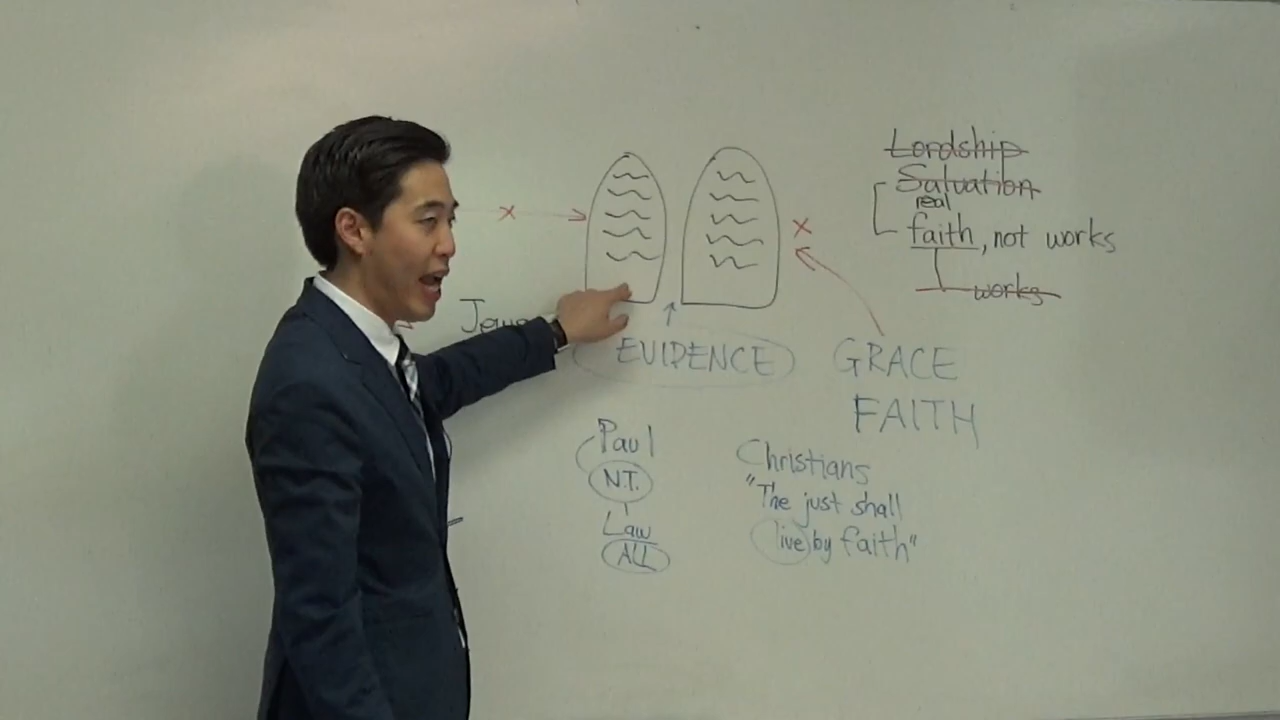 Lordship
Salvation
real
faith, not works
works
EVIDENCE
GRACE
FAITH
Paul
N.T.
Law
ALL
Christians
"The just shall
live by faith"